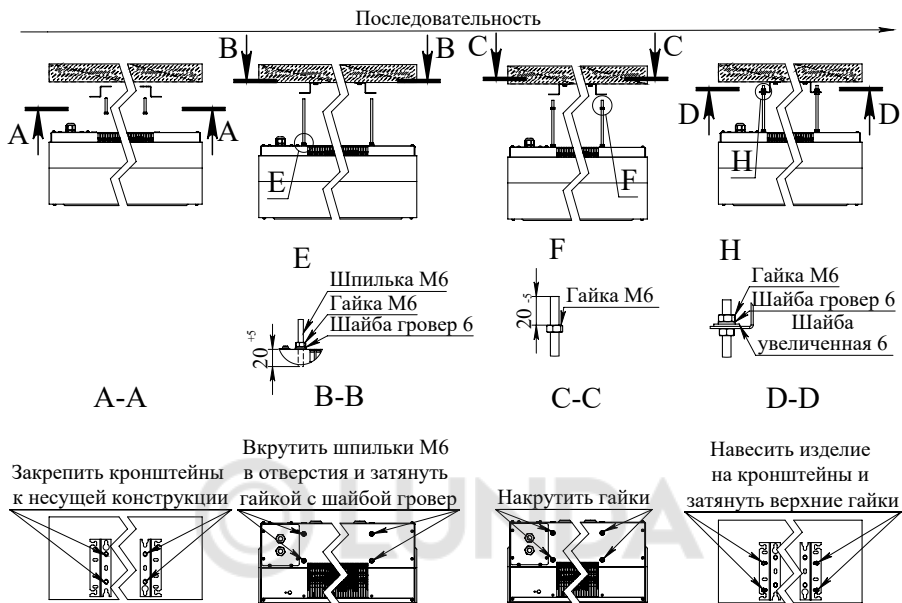 Последовательность
B B C C
A A D D
E F H
E F H
Шпилька М6
Гайка М6
Шайба гровер 6
20 +5
Гайка М6
20 -5
Гайка М6
Шайба гровер 6
Шайба
увеличенная 6
A-A B-B C-C D-D
Закрепить кронштейны
к несущей конструкции
Вкрутить шпильки М6
в отверстия и затянуть
гайкой с шайбой гровер
Накрутить гайки
Навесить изделие
на кронштейны и
затянуть верхние гайки
LUNDA